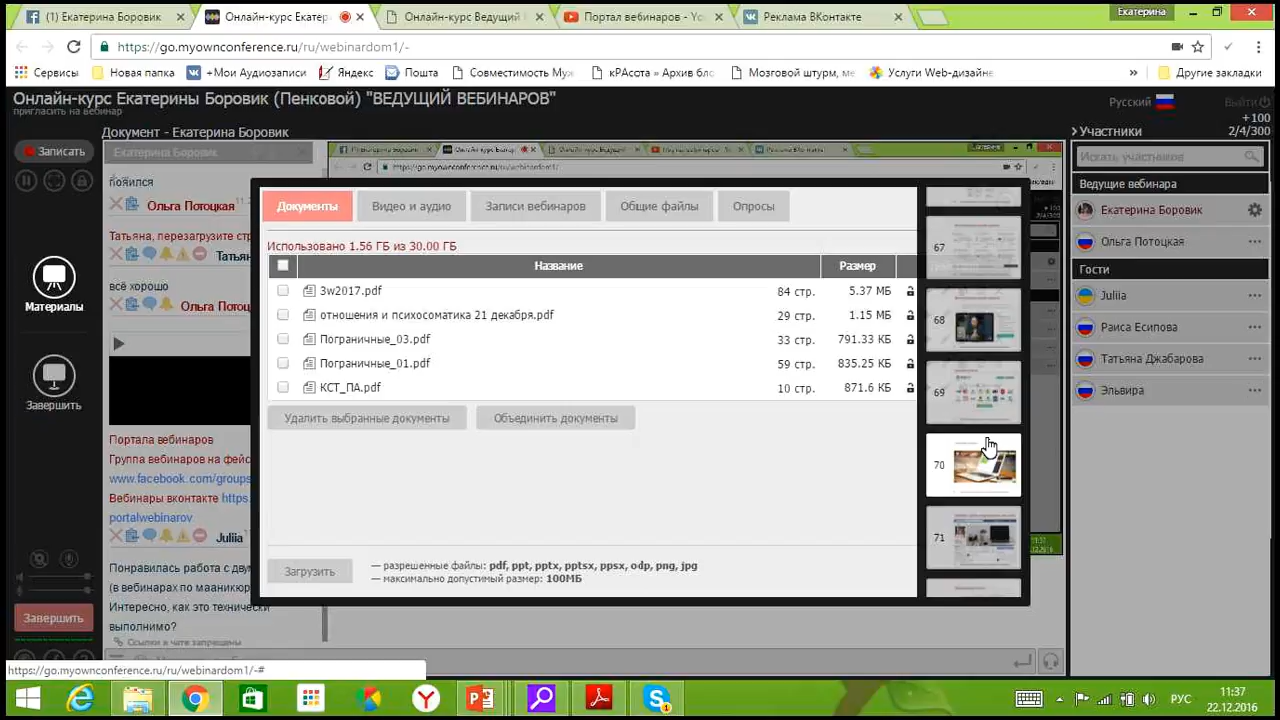 (1) Екатерина Боровик
Онлайн-курс Екатер
Онлайн-курс Ведущий
Портал вебинаров - Yo
Реклама ВКонтакте
Екатерина
https://go.myownconference.ru/ru/webinardom1/-
Сервисы
Новая папка
+Мои Аудиозаписи
Яндекс
Почта
Совместимость Му
кРАсота » Архив бло
Мозговой штурм, ме
Услуги Web-дизайне
»
Другие закладки
Онлайн-курс Екатерины Боровик (Пенковой) "ВЕДУЩИЙ ВЕБИНАРОВ"
пригласить на вебинар
Русский
Выйти
+100
Документ - Екатерина Боровик
Участники
2/4/300
Записать
Екатерина Боровик
Искать участников
появился
Ольга Потоцкая
Татьяна, перезагрузите стр
Татья
всё хорошо
Ольга Потоц
Материалы
Завершить
Портала вебинаров
Группа вебинаров на фейс
www.facebook.com/groups
Вебинары вконтакте https:
portalwebinarov
Juliia
Понравилась работа с дву
(в вебинарах по мааникюр
Интересно, как это технически
выполнимо?
Ссылки в чате запрещены
Завершить
Документы
Видео и аудио
Записи вебинаров
Общие файлы
Опросы
Использовано 1.56 ГБ из 30.00 ГБ
Название
Размер
3w2017.pdf
84 стр.
5.37 МБ
отношения и психосоматика 21 декабря.pdf
29 стр.
1.15 МБ
Пограничные_03.pdf
33 стр.
791.33 КБ
Пограничные_01.pdf
59 стр.
835.25 КБ
КСТ_ПА.pdf
10 стр.
871.6 КБ
Удалить выбранные документы
Объединить документы
Загрузить
— разрешенные файлы: pdf, ppt, pptx, pptsx, ppsx, odp, png, jpg
— максимально допустимый размер: 100МБ
67
68
69
70
71
Ведущие вебинара
Екатерина Боровик
Ольга Потоцкая
Гости
Juliia
Раиса Есипова
Татьяна Джабарова
Эльвира
https://go.myownconference.ru/ru/webinardom1/-#
РУС
11:37
22.12.2016